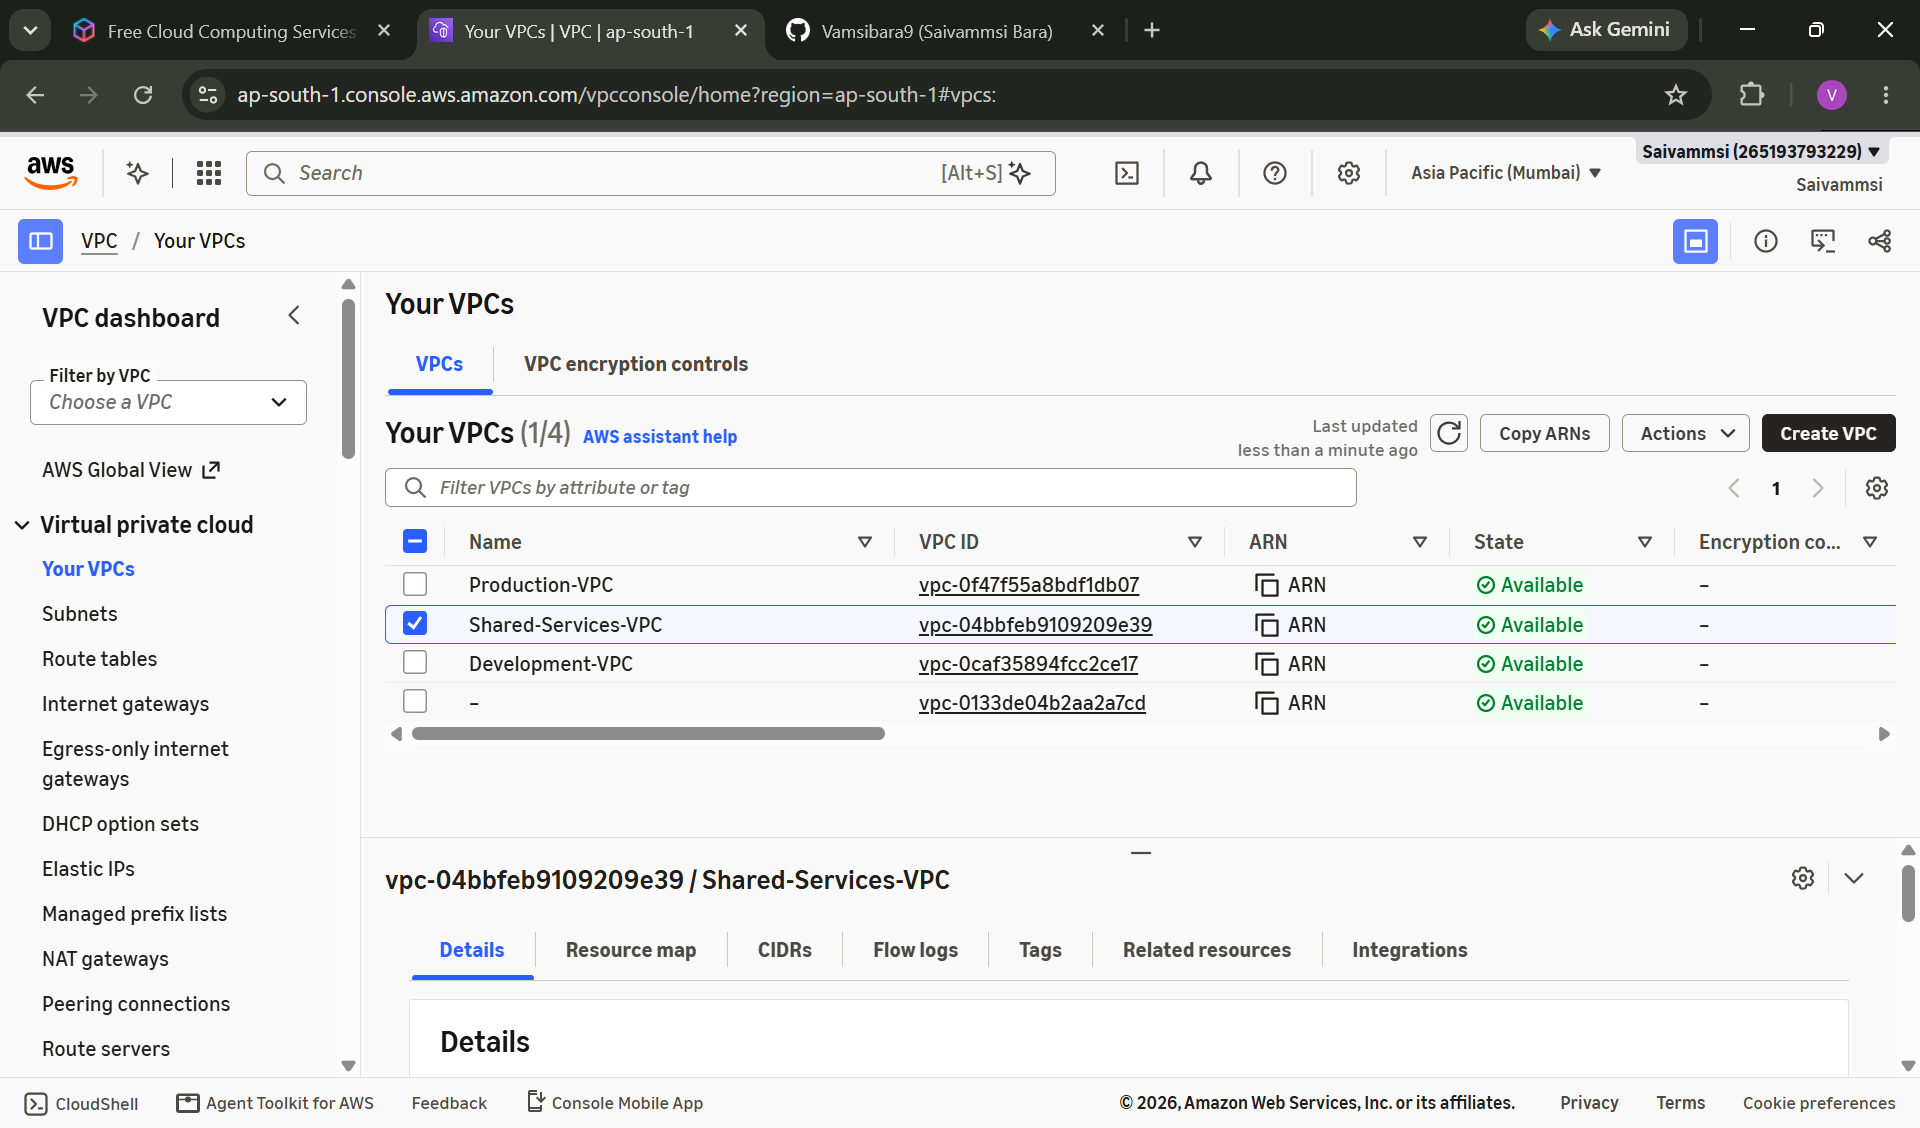 Free Cloud Computing Services
Your VPCs | VPC | ap-south-1
Vamsibara9 (Saivammsi Bara)
Ask Gemini
ap-south-1.console.aws.amazon.com/vpcconsole/home?region=ap-south-1#vpcs:
V
aws
Search
[Alt+S]
Asia Pacific (Mumbai)
Saivammsi (265193793229)
Saivammsi
VPC / Your VPCs
VPC dashboard
Filter by VPC
Choose a VPC
AWS Global View
Virtual private cloud
Your VPCs
Subnets
Route tables
Internet gateways
Egress-only internet
gateways
DHCP option sets
Elastic IPs
Managed prefix lists
NAT gateways
Peering connections
Route servers
Your VPCs
VPCs
VPC encryption controls
Your VPCs (1/4) AWS assistant help
Last updated
less than a minute ago
Copy ARNs
Actions
Create VPC
Filter VPCs by attribute or tag
1
Name VPC ID ARN State Encryption co...
Production-VPC vpc-0f47f55a8bdf1db07 ARN Available –
Shared-Services-VPC vpc-04bbfeb9109209e39 ARN Available –
Development-VPC vpc-0caf35894fcc2ce17 ARN Available –
– vpc-0133de04b2aa2a7cd ARN Available –
vpc-04bbfeb9109209e39 / Shared-Services-VPC
Details Resource map CIDRs Flow logs Tags Related resources Integrations
Details
CloudShell Agent Toolkit for AWS Feedback Console Mobile App
© 2026, Amazon Web Services, Inc. or its affiliates. Privacy Terms Cookie preferences